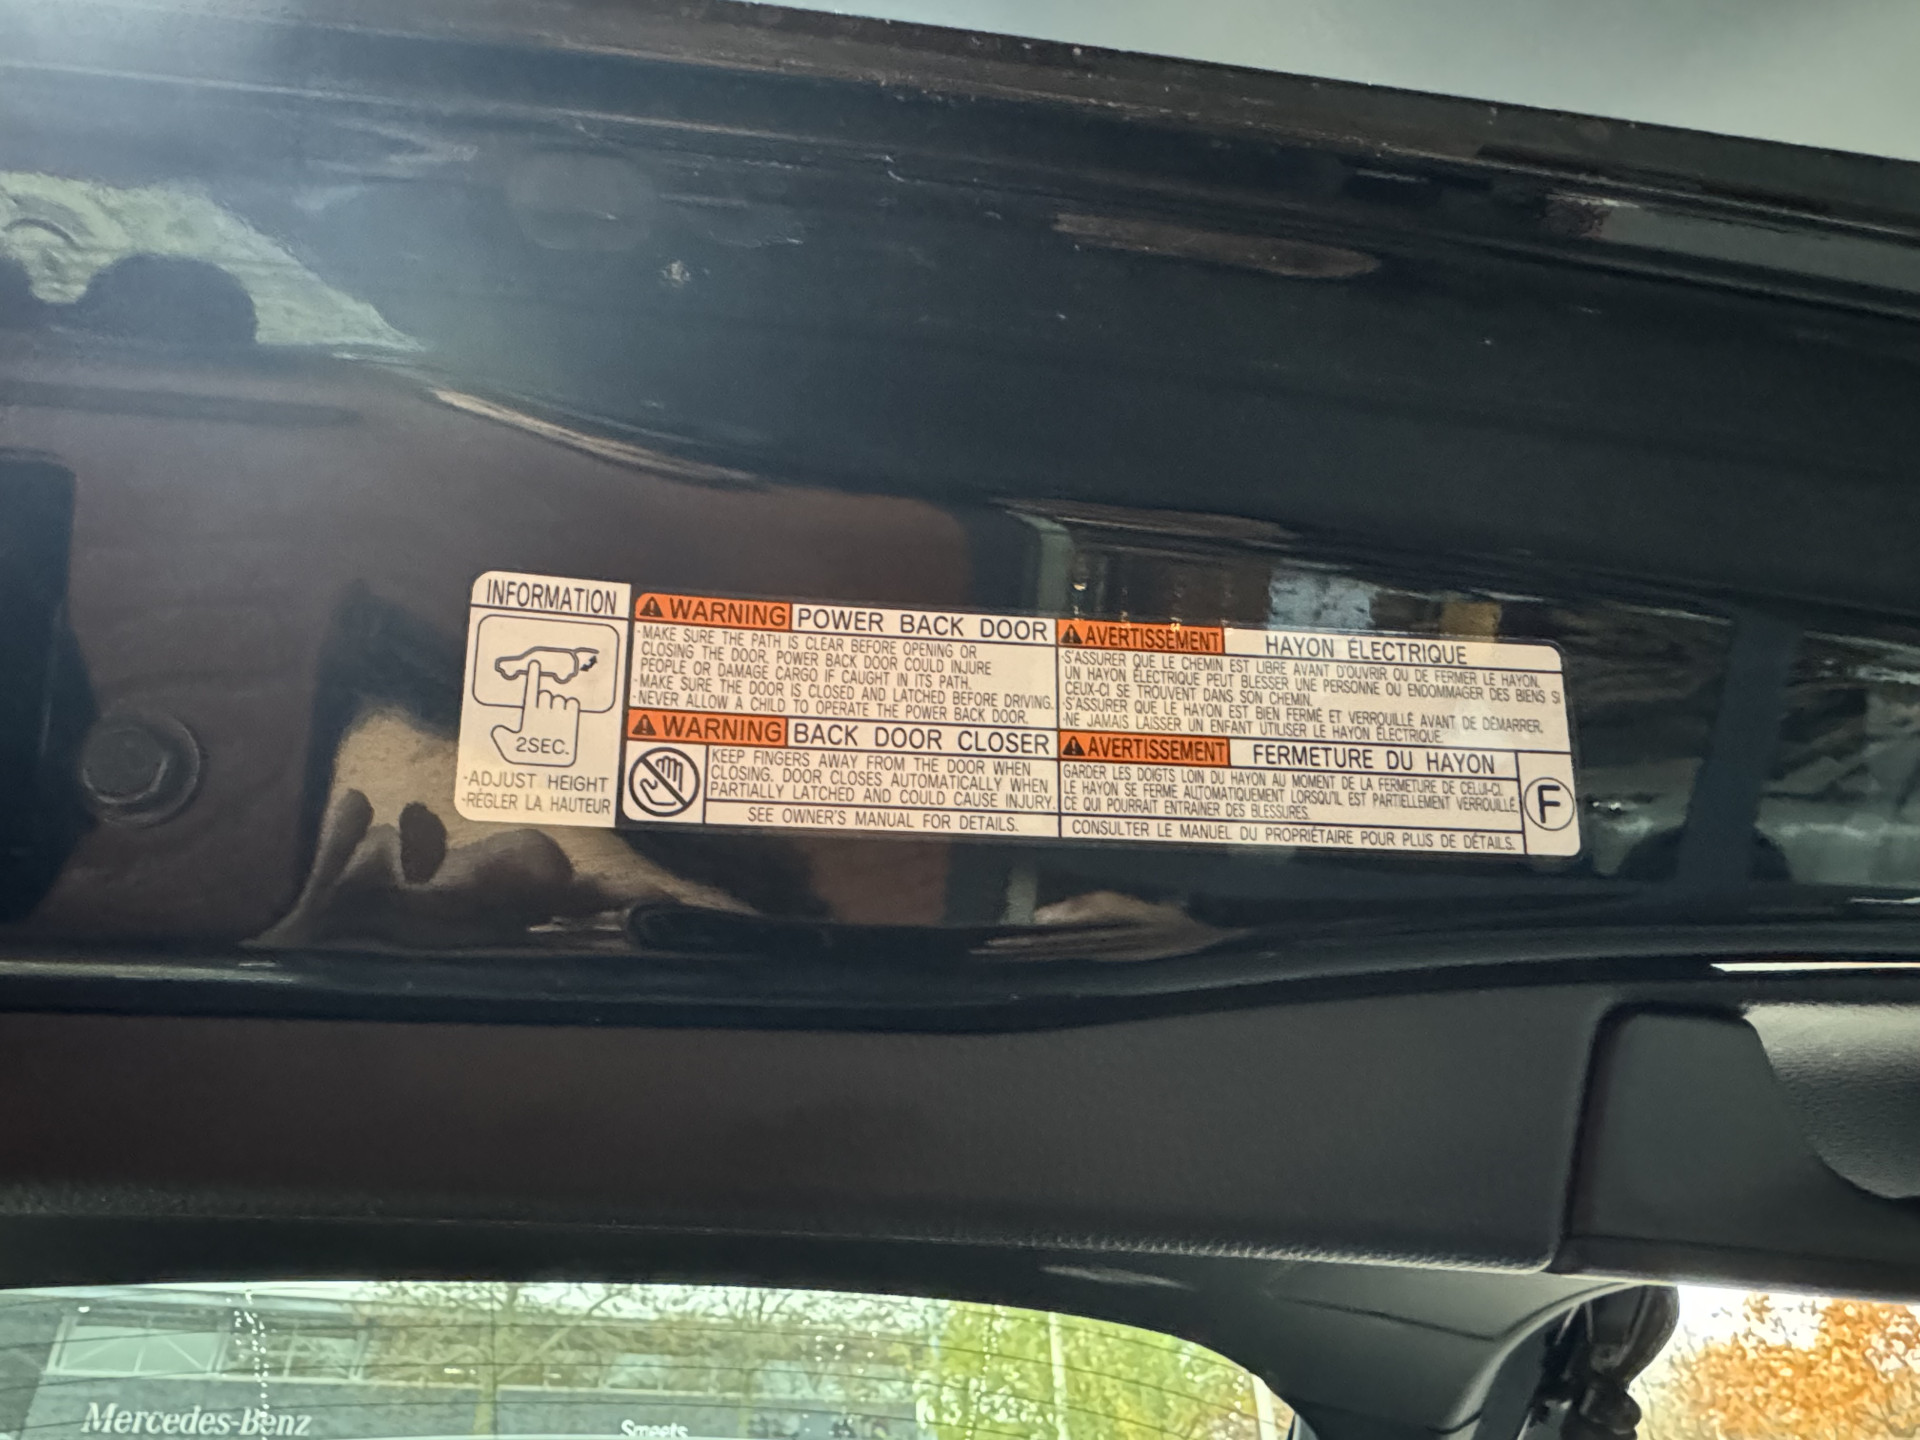 INFORMATION
2SEC.
·ADJUST HEIGHT
·RÉGLER LA HAUTEUR
WARNING POWER BACK DOOR
·MAKE SURE THE PATH IS CLEAR BEFORE OPENING OR
CLOSING THE DOOR. POWER BACK DOOR COULD INJURE
PEOPLE OR DAMAGE CARGO IF CAUGHT IN ITS PATH.
·MAKE SURE THE DOOR IS CLOSED AND LATCHED BEFORE DRIVING.
·NEVER ALLOW A CHILD TO OPERATE THE POWER BACK DOOR.
WARNING BACK DOOR CLOSER
KEEP FINGERS AWAY FROM THE DOOR WHEN
CLOSING. DOOR CLOSES AUTOMATICALLY WHEN
PARTIALLY LATCHED AND COULD CAUSE INJURY.
SEE OWNER'S MANUAL FOR DETAILS.
AVERTISSEMENT HAYON ÉLECTRIQUE
·S'ASSURER QUE LE CHEMIN EST LIBRE AVANT D'OUVRIR OU DE FERMER LE HAYON.
UN HAYON ÉLECTRIQUE PEUT BLESSER UNE PERSONNE OU ENDOMMAGER DES BIENS SI
CEUX-CI SE TROUVENT DANS SON CHEMIN.
·S'ASSURER QUE LE HAYON EST BIEN FERMÉ ET VERROUILLÉ AVANT DE DÉMARRER.
·NE JAMAIS LAISSER UN ENFANT UTILISER LE HAYON ÉLECTRIQUE.
AVERTISSEMENT FERMETURE DU HAYON
GARDER LES DOIGTS LOIN DU HAYON AU MOMENT DE LA FERMETURE DE CELUI-CI.
LE HAYON SE FERME AUTOMATIQUEMENT LORSQU'IL EST PARTIELLEMENT VERROUILLÉ,
CE QUI POURRAIT ENTRAÎNER DES BLESSURES.
CONSULTER LE MANUEL DU PROPRIÉTAIRE POUR PLUS DE DÉTAILS.
F
Mercedes-Benz
Smeets